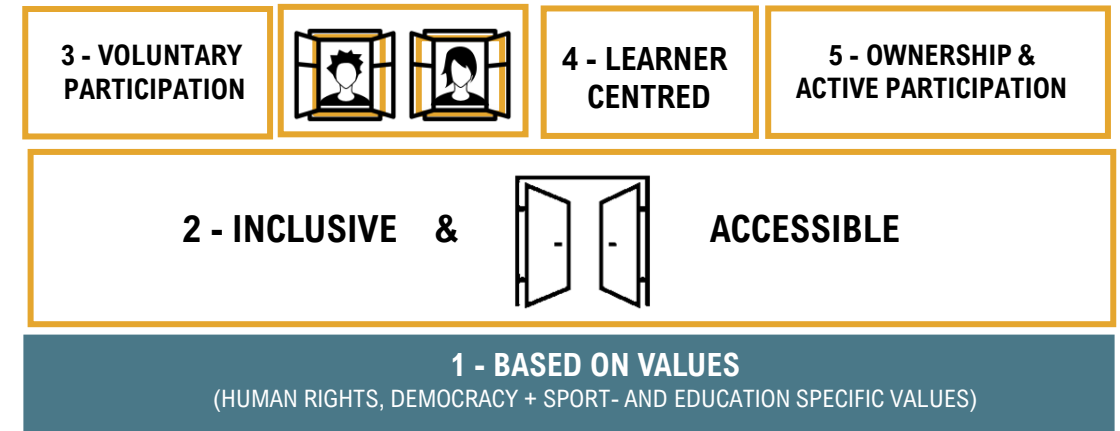 3 - VOLUNTARY
PARTICIPATION
4 - LEARNER
CENTRED
5 - OWNERSHIP &
ACTIVE PARTICIPATION
2 - INCLUSIVE & ACCESSIBLE
1 - BASED ON VALUES
(HUMAN RIGHTS, DEMOCRACY + SPORT- AND EDUCATION SPECIFIC VALUES)